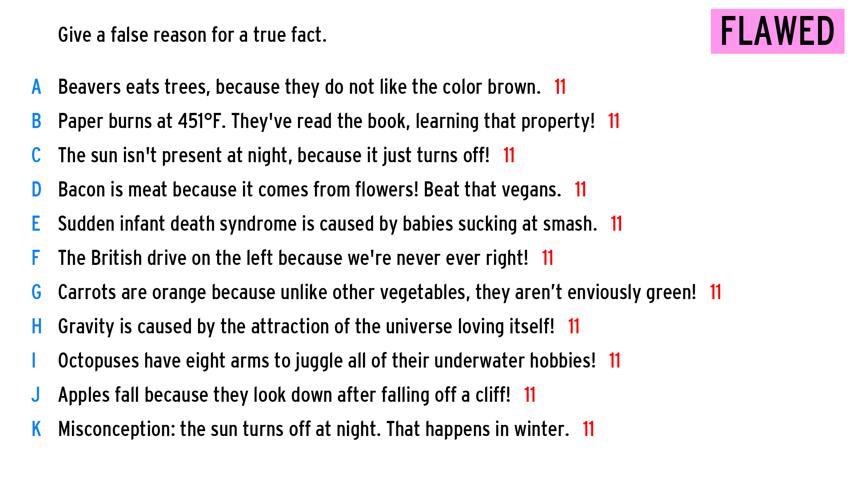 Give a false reason for a true fact.
FLAWED
A Beavers eats trees, because they do not like the color brown. 11
B Paper burns at 451°F. They've read the book, learning that property! 11
C The sun isn't present at night, because it just turns off! 11
D Bacon is meat because it comes from flowers! Beat that vegans. 11
E Sudden infant death syndrome is caused by babies sucking at smash. 11
F The British drive on the left because we're never ever right! 11
G Carrots are orange because unlike other vegetables, they aren’t enviously green! 11
H Gravity is caused by the attraction of the universe loving itself! 11
I Octopuses have eight arms to juggle all of their underwater hobbies! 11
J Apples fall because they look down after falling off a cliff! 11
K Misconception: the sun turns off at night. That happens in winter. 11